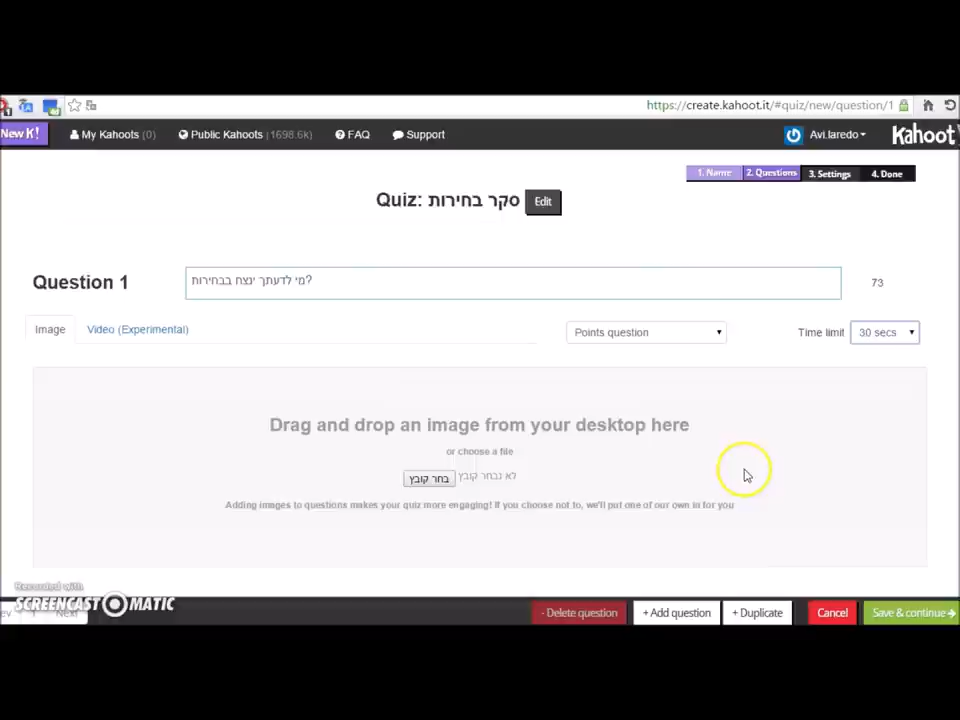 https://create.kahoot.it/#quiz/new/question/1
New K! My Kahoots (0) Public Kahoots (1698.6k) FAQ Support Avi.laredo Kahoot
1. Name 2. Questions 3. Settings 4. Done
Quiz: סקר בחירות Edit
Question 1 מי לדעתך ינצח בבחירות? 73
Image Video (Experimental) Points question Time limit 30 secs
Drag and drop an image from your desktop here
or choose a file
בחר קובץ לא נבחר קובץ
Adding images to questions makes your quiz more engaging! If you choose not to, we'll put one of our own in for you
Recorded with
SCREENCAST-O-MATIC
Next - Delete question + Add question + Duplicate Cancel Save & continue